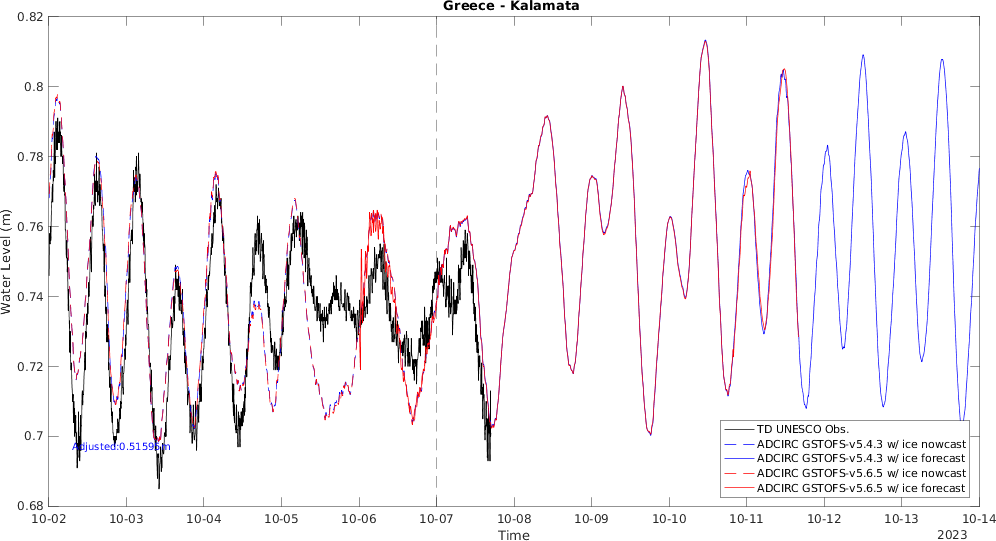 Greece - Kalamata
0.82
0.8
0.78
0.76
0.74
0.72
0.7
0.68
Water Level (m)
Adjusted:0.51595m
TD UNESCO Obs.
ADCIRC GSTOFS-v5.4.3 w/ ice nowcast
ADCIRC GSTOFS-v5.4.3 w/ ice forecast
ADCIRC GSTOFS-v5.6.5 w/ ice nowcast
ADCIRC GSTOFS-v5.6.5 w/ ice forecast
10-02 10-03 10-04 10-05 10-06 10-07 10-08 10-09 10-10 10-11 10-12 10-13 10-14
Time
2023